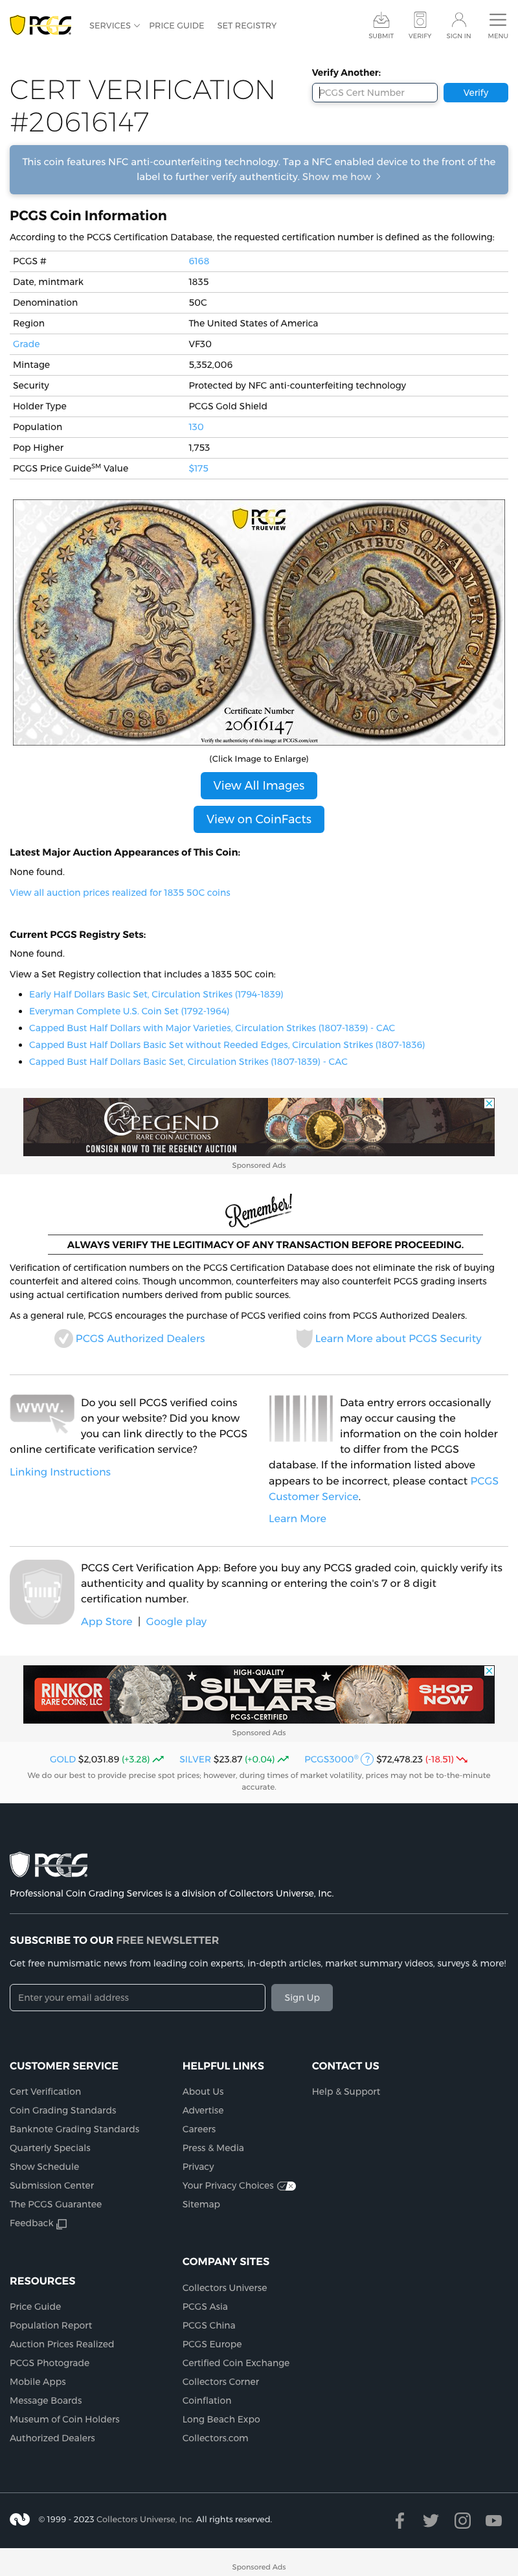 PCGS
SERVICES
PRICE GUIDE
SET REGISTRY
SUBMIT
VERIFY
SIGN IN
MENU
CERT VERIFICATION
#20616147
Verify Another:
PCGS Cert Number
Verify
This coin features NFC anti-counterfeiting technology. Tap a NFC enabled device to the front of the
label to further verify authenticity. Show me how
PCGS Coin Information
According to the PCGS Certification Database, the requested certification number is defined as the following:
PCGS # 6168
Date, mintmark 1835
Denomination 50C
Region The United States of America
Grade VF30
Mintage 5,352,006
Security Protected by NFC anti-counterfeiting technology
Holder Type PCGS Gold Shield
Population 130
Pop Higher 1,753
PCGS Price GuideSM Value $175
PCGS
TRUEVIEW
UNITED STATES OF AMERICA
E PLURIBUS UNUM
Certificate Number
20616147
Verify the authenticity of this image at PCGS.com/cert
(Click Image to Enlarge)
View All Images
View on CoinFacts
Latest Major Auction Appearances of This Coin:
None found.
View all auction prices realized for 1835 50C coins
Current PCGS Registry Sets:
None found.
View a Set Registry collection that includes a 1835 50C coin:
Early Half Dollars Basic Set, Circulation Strikes (1794-1839)
Everyman Complete U.S. Coin Set (1792-1964)
Capped Bust Half Dollars with Major Varieties, Circulation Strikes (1807-1839) - CAC
Capped Bust Half Dollars Basic Set without Reeded Edges, Circulation Strikes (1807-1836)
Capped Bust Half Dollars Basic Set, Circulation Strikes (1807-1839) - CAC
LEGEND
RARE COIN AUCTIONS
CONSIGN NOW TO THE REGENCY AUCTION
Sponsored Ads
Remember!
ALWAYS VERIFY THE LEGITIMACY OF ANY TRANSACTION BEFORE PROCEEDING.
Verification of certification numbers on the PCGS Certification Database does not eliminate the risk of buying
counterfeit and altered coins. Though uncommon, counterfeiters may also counterfeit PCGS grading inserts
using actual certification numbers derived from public sources.
As a general rule, PCGS encourages the purchase of PCGS verified coins from PCGS Authorized Dealers.
PCGS Authorized Dealers
Learn More about PCGS Security
www.
Do you sell PCGS verified coins
on your website? Did you know
you can link directly to the PCGS
online certificate verification service?
Linking Instructions
Data entry errors occasionally
may occur causing the
information on the coin holder
to differ from the PCGS
database. If the information listed above
appears to be incorrect, please contact PCGS
Customer Service.
Learn More
PCGS Cert Verification App: Before you buy any PCGS graded coin, quickly verify its
authenticity and quality by scanning or entering the coin's 7 or 8 digit
certification number.
App Store | Google play
RINKOR
RARE COINS, LLC
HIGH-QUALITY
SILVER
DOLLARS
PCGS-CERTIFIED
SHOP
NOW
Sponsored Ads
GOLD $2,031.89 (+3.28) SILVER $23.87 (+0.04) PCGS3000® ? $72,478.23 (-18.51)
We do our best to provide precise spot prices; however, during times of market volatility, prices may not be to-the-minute
accurate.
PCGS
Professional Coin Grading Services is a division of Collectors Universe, Inc.
SUBSCRIBE TO OUR FREE NEWSLETTER
Get free numismatic news from leading coin experts, in-depth articles, market summary videos, surveys & more!
Enter your email address
Sign Up
CUSTOMER SERVICE
Cert Verification
Coin Grading Standards
Banknote Grading Standards
Quarterly Specials
Show Schedule
Submission Center
The PCGS Guarantee
Feedback
RESOURCES
Price Guide
Population Report
Auction Prices Realized
PCGS Photograde
Mobile Apps
Message Boards
Museum of Coin Holders
Authorized Dealers
HELPFUL LINKS
About Us
Advertise
Careers
Press & Media
Privacy
Your Privacy Choices
Sitemap
COMPANY SITES
Collectors Universe
PCGS Asia
PCGS China
PCGS Europe
Certified Coin Exchange
Collectors Corner
Coinflation
Long Beach Expo
Collectors.com
CONTACT US
Help & Support
© 1999 - 2023 Collectors Universe, Inc. All rights reserved.
Sponsored Ads